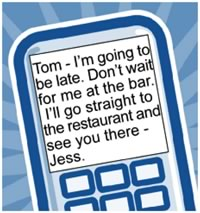 Tom - I'm going to
be late. Don't wait
for me at the bar.
I'll go straight to
the restaurant and
see you there -
Jess.